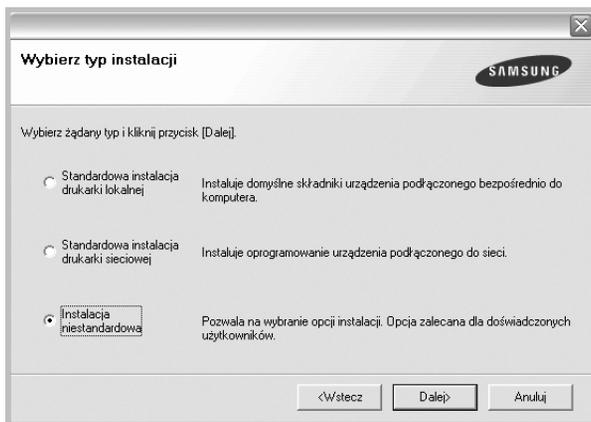 Wybierz typ instalacji
SAMSUNG
Wybierz żądany typ i kliknij przycisk [Dalej].
Standardowa instalacja
drukarki lokalnej
Instaluje domyślne składniki urządzenia podłączonego bezpośrednio do
komputera.
Standardowa instalacja
drukarki sieciowej
Instaluje oprogramowanie urządzenia podłączonego do sieci.
Instalacja
niestandardowa
Pozwala na wybranie opcji instalacji. Opcja zalecana dla doświadczonych
użytkowników.
<Wstecz
Dalej>
Anuluj